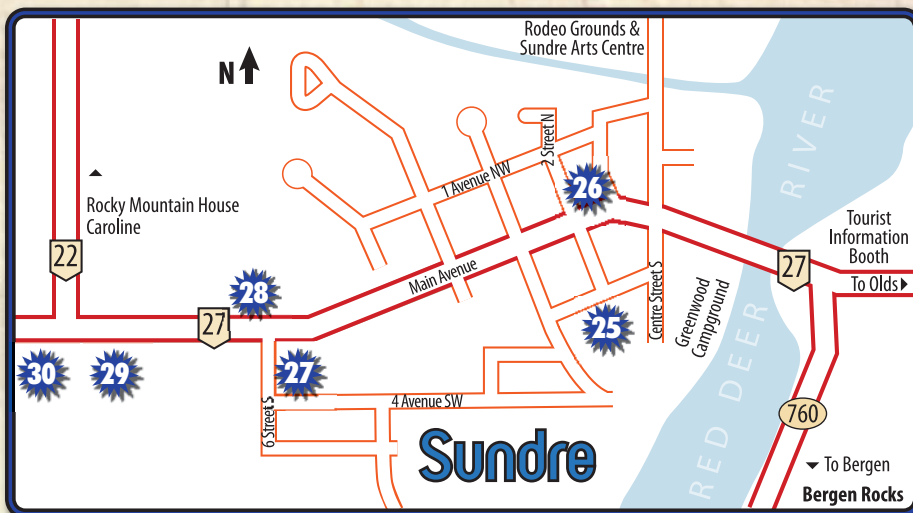 Rodeo Grounds &
Sundre Arts Centre
N
RIVER
2 Street N
1 Avenue NW
26
Rocky Mountain House
Caroline
Tourist
Information
Booth
22
27
To Olds
Main Avenue
28
27
Centre Street S
Greenwood
Campground
25
30
29
27
4 Avenue SW
6 Street S
RED DEER
760
Sundre
To Bergen
Bergen Rocks